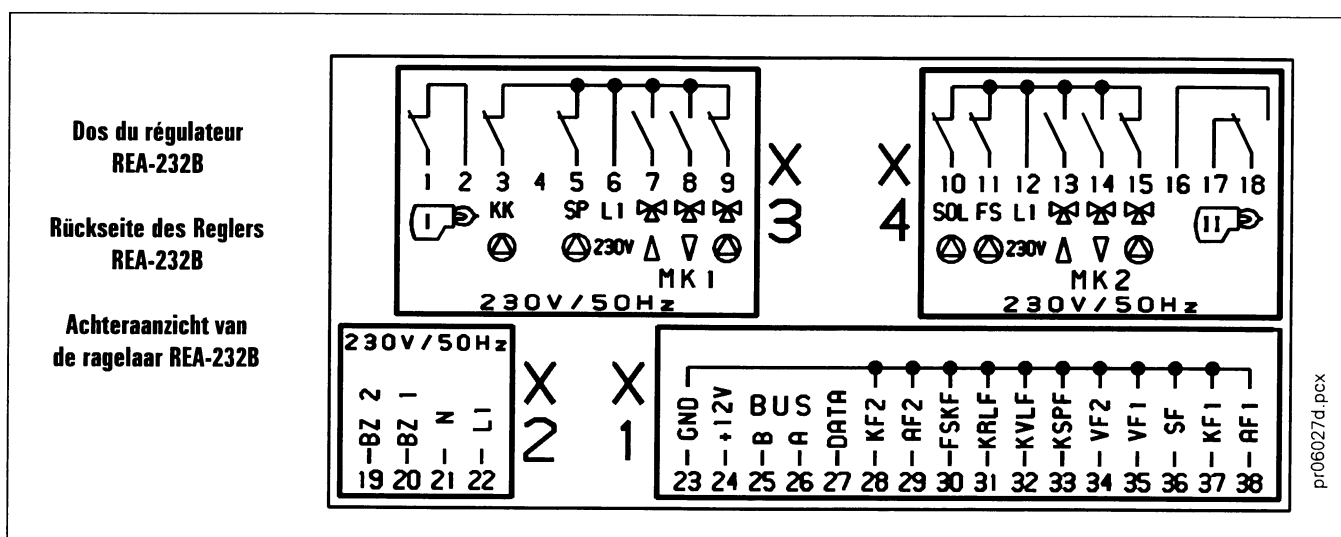 Dos du régulateur
REA-232B
Rückseite des Reglers
REA-232B
Achteraanzicht van
de ragelaar REA-232B
1 2 3 4 5 6 7 8 9
I KK SP L1
230V
MK1
230V/50Hz
X
3
X
4
10 11 12 13 14 15 16 17 18
SOL FS L1 II
230V
MK2
230V/50Hz
230V/50Hz
BZ 2
BZ 1
N
L1
19 20 21 22
X
2
X
1
GND
+12V
BUS
B
A
DATA
KF2
AF2
FSKF
KRLF
KVLF
KSPF
VF2
VF1
SF
KF1
AF1
23 24 25 26 27 28 29 30 31 32 33 34 35 36 37 38
pr06027d.pcx